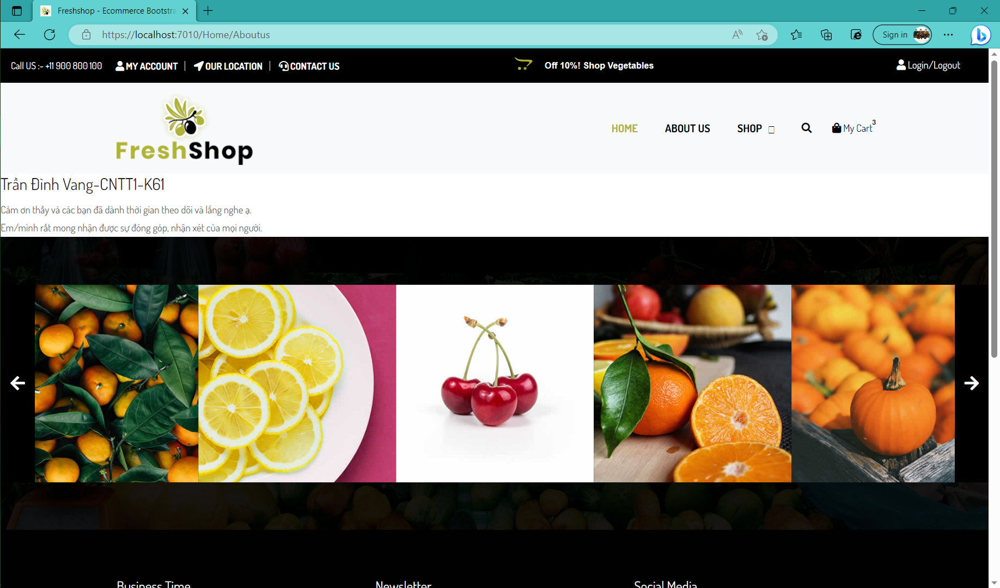 Freshshop - Ecommerce Bootstra
https://localhost:7010/Home/Aboutus
Sign in
Call US :- +11 900 800 100
MY ACCOUNT
OUR LOCATION
CONTACT US
Off 10%! Shop Vegetables
Login/Logout
FreshShop
HOME
ABOUT US
SHOP
My Cart 3
Trần Đình Vang-CNTT1-K61
Cảm ơn thầy và các bạn đã dành thời gian theo dõi và lắng nghe ạ.
Em/mình rất mong nhận được sự đóng góp, nhận xét của mọi người.
Business Time
Newsletter
Social Media